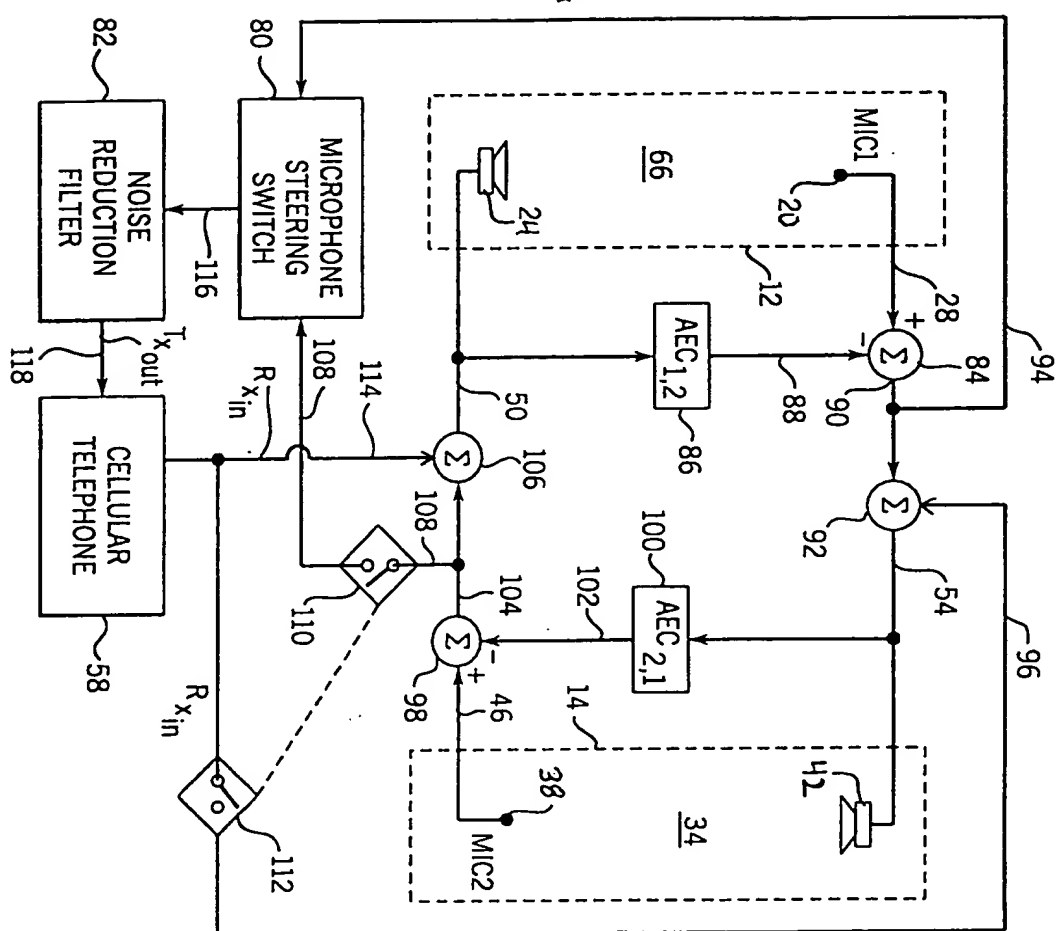 94
96
28
84
54
+
Σ
90
Σ
92
MIC1
-
42
20
88
12
AEC1,2
86
100
AEC2,1
14
66
34
102
24
50
Σ
106
104
-
Σ
+
98
46
38
MIC2
108
114
110
108
Rxin
80
MICROPHONE
STEERING
SWITCH
116
82
NOISE
REDUCTION
FILTER
Txout
118
CELLULAR
TELEPHONE
58
Rxin
112